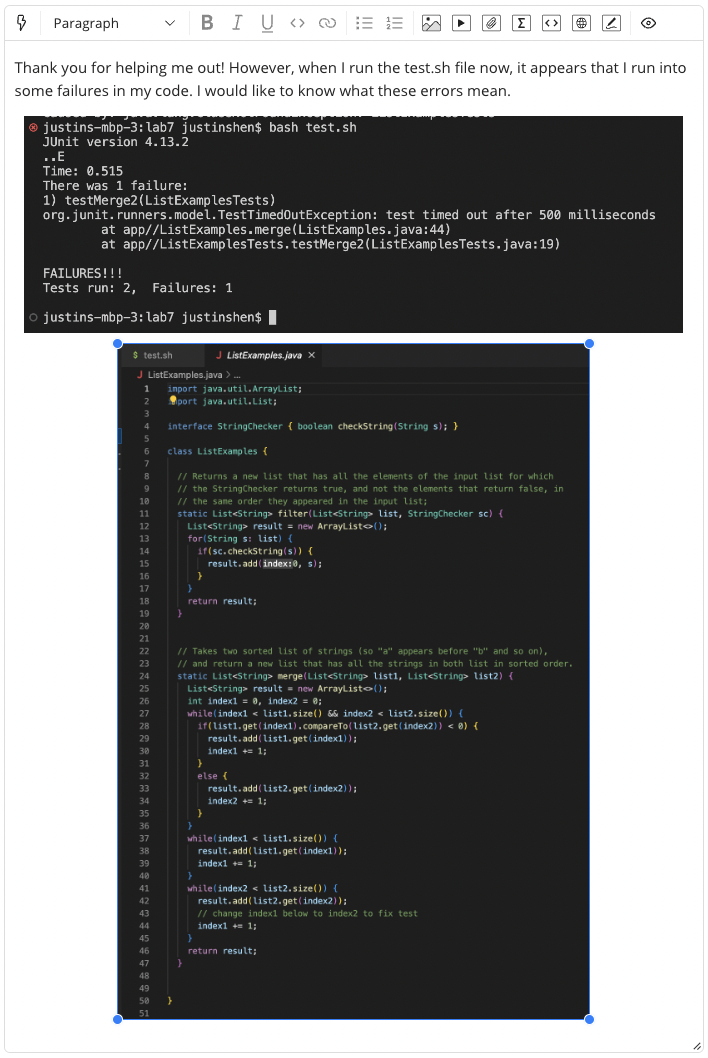 Paragraph
B I U
Thank you for helping me out! However, when I run the test.sh file now, it appears that I run into
some failures in my code. I would like to know what these errors mean.
justins-mbp-3:lab7 justinshen$ bash test.sh
JUnit version 4.13.2
..E
Time: 0.515
There was 1 failure:
1) testMerge2(ListExamplesTests)
org.junit.runners.model.TestTimedOutException: test timed out after 500 milliseconds
at app//ListExamples.merge(ListExamples.java:44)
at app//ListExamplesTests.testMerge2(ListExamplesTests.java:19)
FAILURES!!!
Tests run: 2,  Failures: 1
justins-mbp-3:lab7 justinshen$
$ test.sh J ListExamples.java ×
J ListExamples.java > ...
1 import java.util.ArrayList;
2 import java.util.List;
3
4 interface StringChecker { boolean checkString(String s); }
5
6 class ListExamples {
7
8 // Returns a new list that has all the elements of the input list for which
9 // the StringChecker returns true, and not the elements that return false, in
10 // the same order they appeared in the input list;
11 static List<String> filter(List<String> list, StringChecker sc) {
12 List<String> result = new ArrayList<>();
13 for(String s: list) {
14 if(sc.checkString(s)) {
15 result.add(index:0, s);
16 }
17 }
18 return result;
19 }
20
21
22 // Takes two sorted list of strings (so "a" appears before "b" and so on),
23 // and return a new list that has all the strings in both list in sorted order.
24 static List<String> merge(List<String> list1, List<String> list2) {
25 List<String> result = new ArrayList<>();
26 int index1 = 0, index2 = 0;
27 while(index1 < list1.size() && index2 < list2.size()) {
28 if(list1.get(index1).compareTo(list2.get(index2)) < 0) {
29 result.add(list1.get(index1));
30 index1 += 1;
31 }
32 else {
33 result.add(list2.get(index2));
34 index2 += 1;
35 }
36 }
37 while(index1 < list1.size()) {
38 result.add(list1.get(index1));
39 index1 += 1;
40 }
41 while(index2 < list2.size()) {
42 result.add(list2.get(index2));
43 // change index1 below to index2 to fix test
44 index1 += 1;
45 }
46 return result;
47 }
48
49
50 }
51